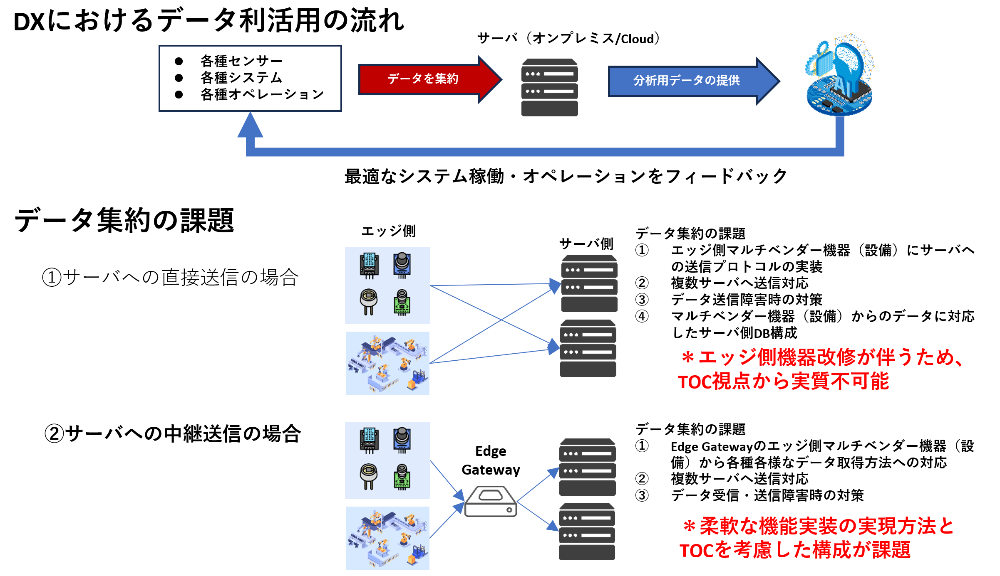 DXにおけるデータ利活用の流れ
サーバ（オンプレミス/Cloud）
● 各種センサー
● 各種システム
● 各種オペレーション
データを集約
分析用データの提供
AI
最適なシステム稼働・オペレーションをフィードバック
データ集約の課題
エッジ側
サーバ側
①サーバへの直接送信の場合
データ集約の課題
① エッジ側マルチベンダー機器（設備）にサーバへ
の送信プロトコルの実装
② 複数サーバへ送信対応
③ データ送信障害時の対策
④ マルチベンダー機器（設備）からのデータに対応
したサーバ側DB構成
＊エッジ側機器改修が伴うため、
TOC視点から実質不可能
②サーバへの中継送信の場合
Edge
Gateway
データ集約の課題
① Edge Gatewayのエッジ側マルチベンダー機器（設
備）から各種各様なデータ取得方法への対応
② 複数サーバへ送信対応
③ データ受信・送信障害時の対策
＊柔軟な機能実装の実現方法と
TOCを考慮した構成が課題